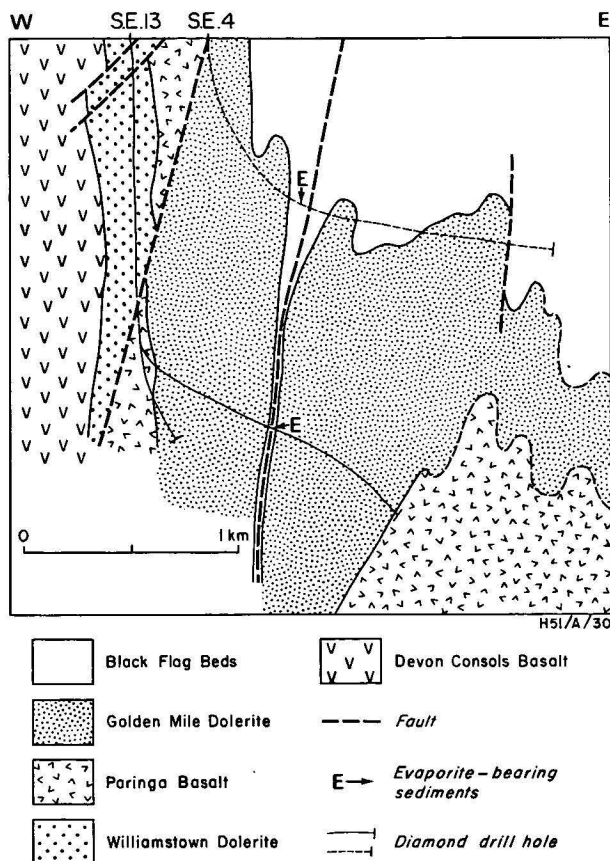 W S.E.13 S.E.4 E
E
E
0 1 km
H51/A/30
Black Flag Beds
Golden Mile Dolerite
Paringa Basalt
Williamstown Dolerite
Devon Consols Basalt
Fault
E Evaporite-bearing
sediments
Diamond drill hole